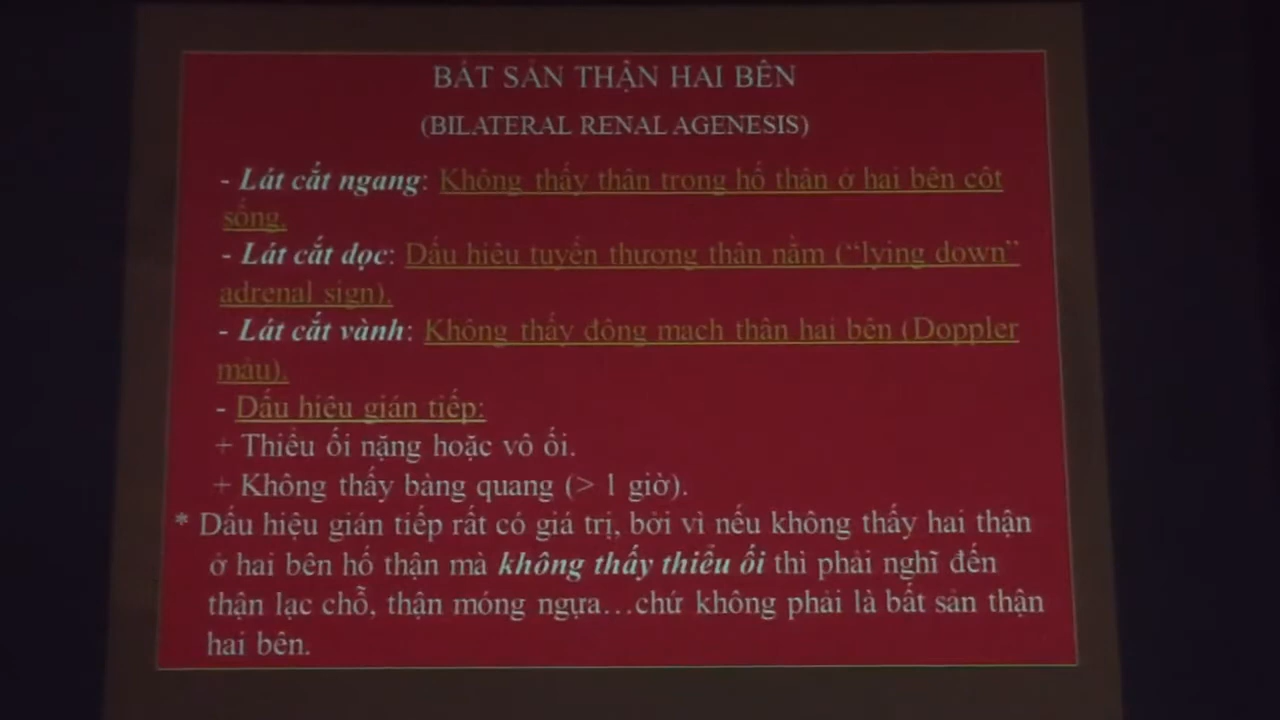 BẤT SẢN THẬN HAI BÊN
(BILATERAL RENAL AGENESIS)
- Lát cắt ngang: Không thấy thận trong hố thận ở hai bên cột
sống.
- Lát cắt dọc: Dấu hiệu tuyến thượng thận nằm (“lying down”
adrenal sign).
- Lát cắt vành: Không thấy động mạch thận hai bên (Doppler
màu).
- Dấu hiệu gián tiếp:
+ Thiểu ối nặng hoặc vô ối.
+ Không thấy bàng quang (> 1 giờ).
* Dấu hiệu gián tiếp rất có giá trị, bởi vì nếu không thấy hai thận
ở hai bên hố thận mà không thấy thiểu ối thì phải nghĩ đến
thận lạc chỗ, thận móng ngựa…chứ không phải là bất sản thận
hai bên.